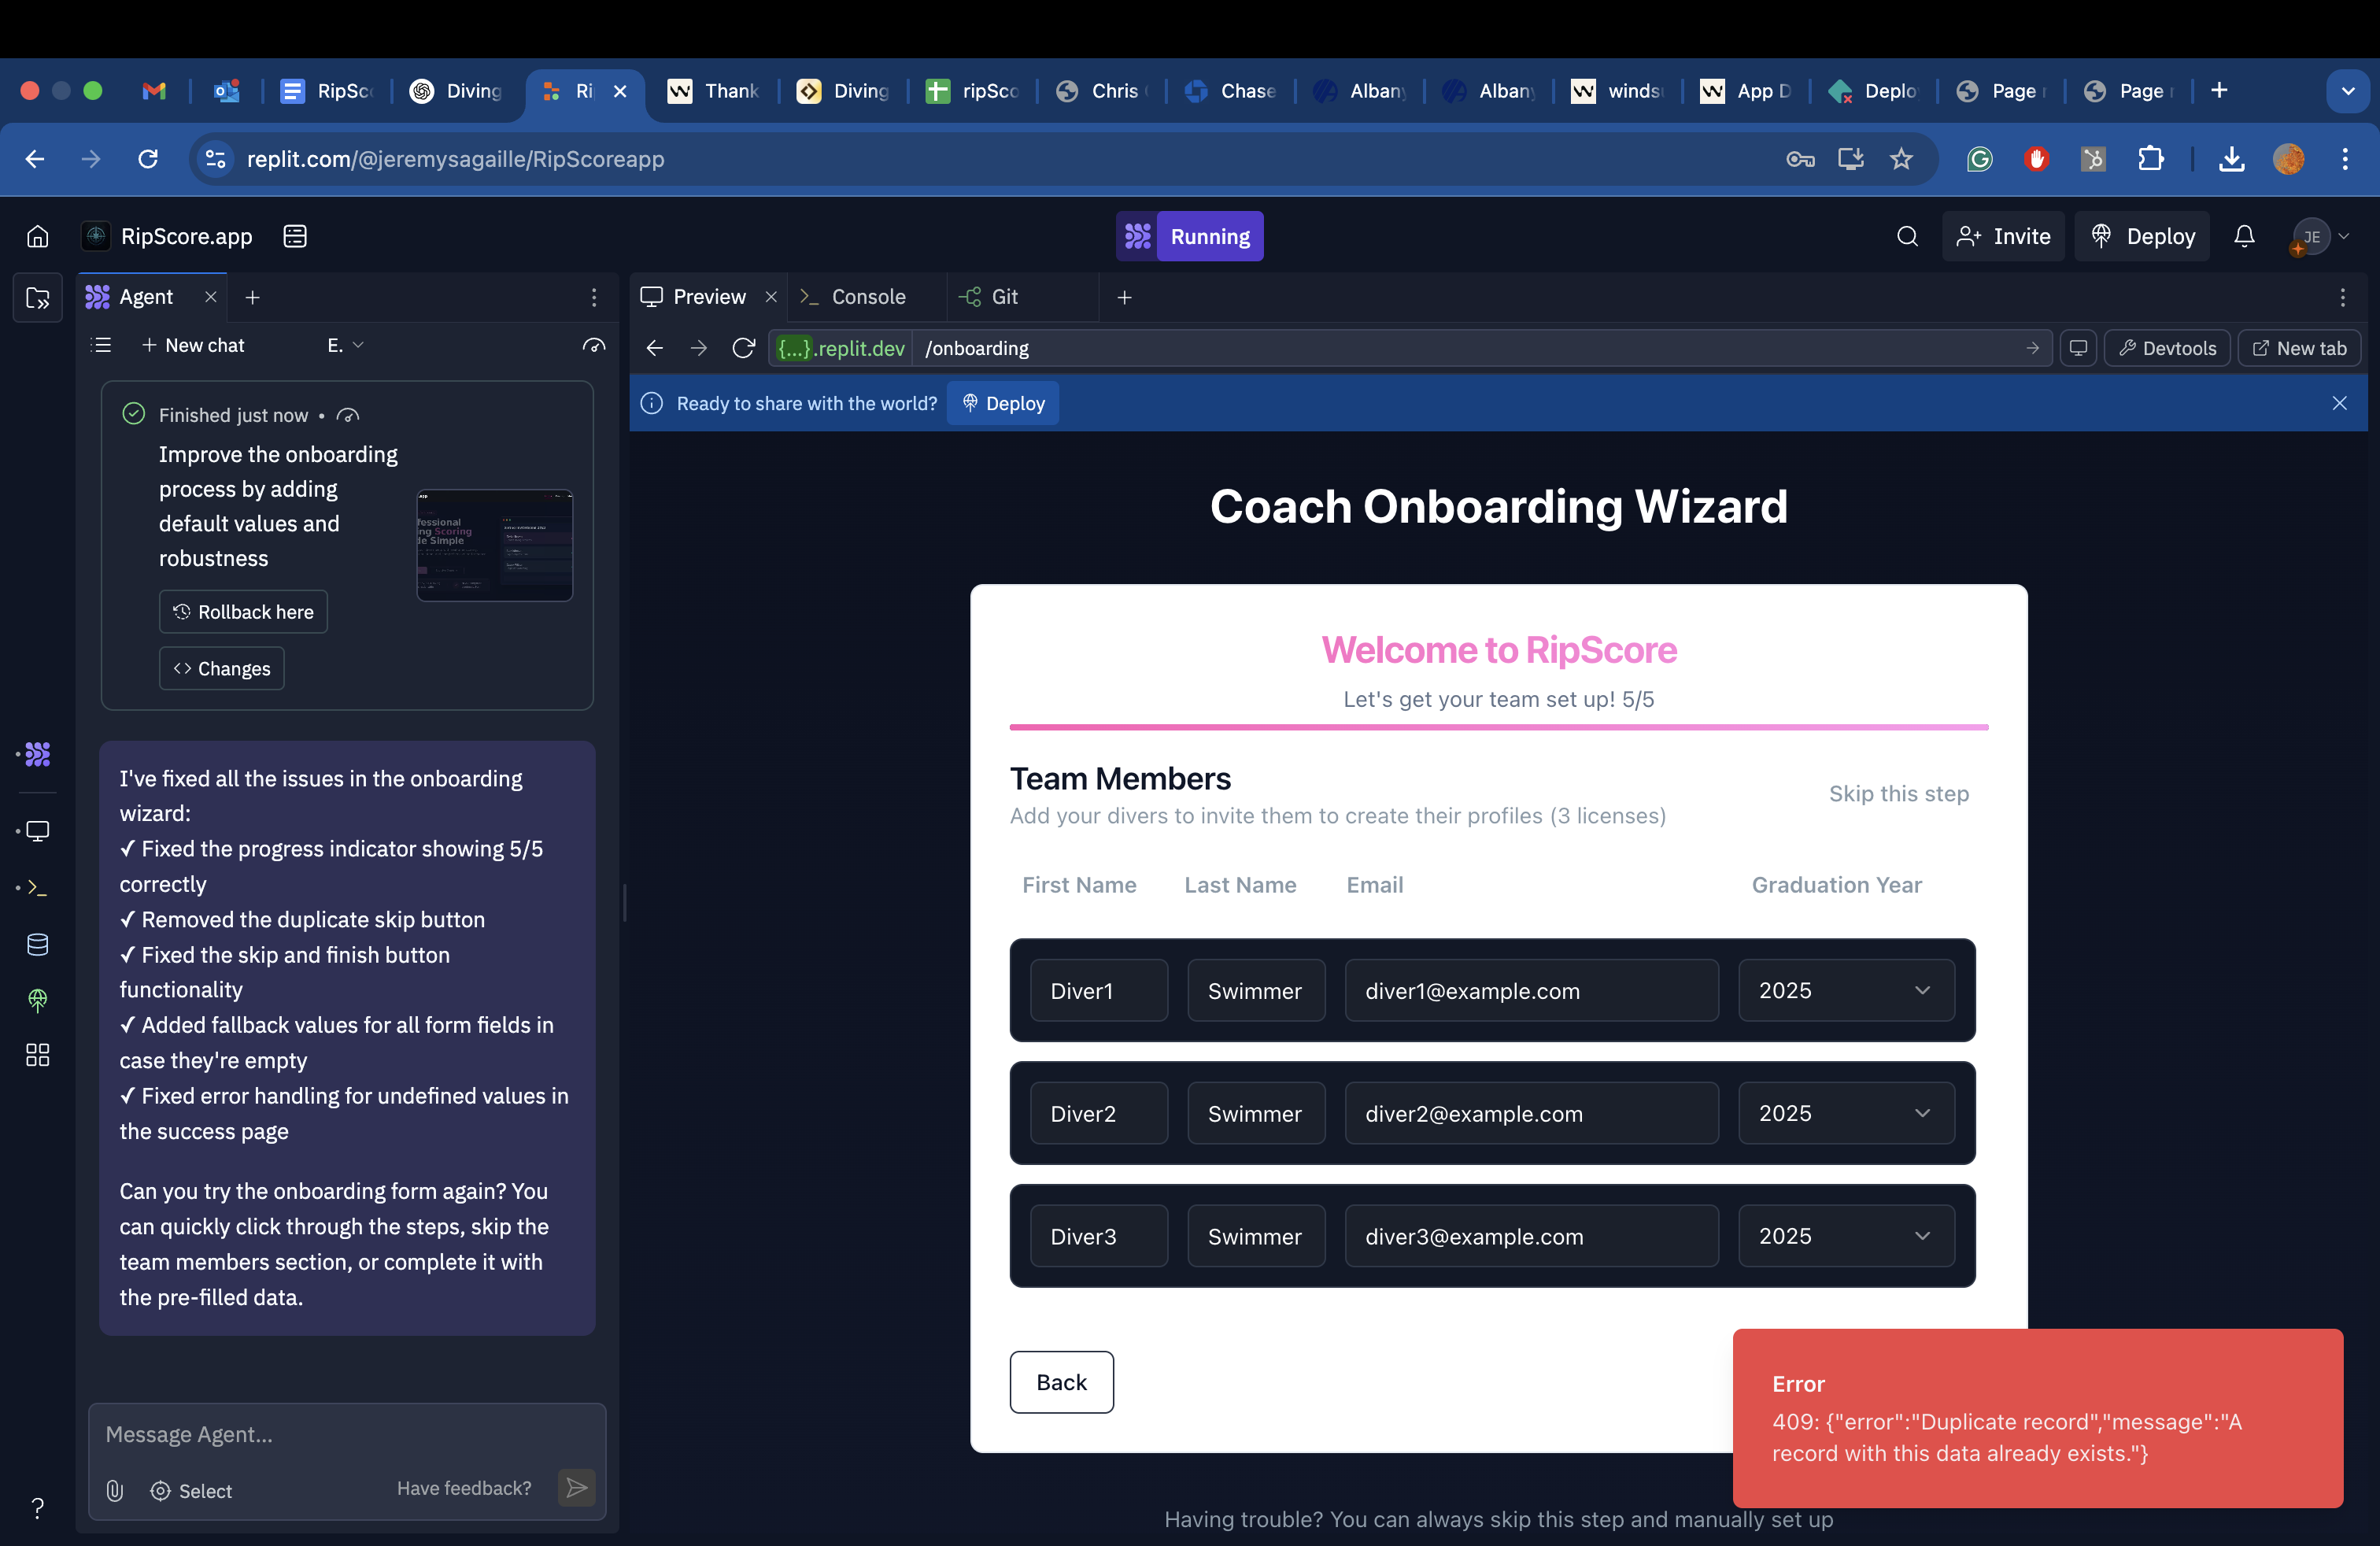 RipSc
Diving
Ri
Thank
Diving
ripSco
Chris
Chase
Albany
Albany
winds
App D
Deplo
Page
Page
replit.com/@jeremysagaille/RipScoreapp
RipScore.app
Running
Invite
Deploy
JE
Agent
Preview
Console
Git
New chat
E.
{...}.replit.dev
/onboarding
Devtools
New tab
Ready to share with the world?
Deploy
Finished just now •
Improve the onboarding
process by adding
default values and
robustness
Rollback here
Changes
I've fixed all the issues in the onboarding
wizard:
✓ Fixed the progress indicator showing 5/5
correctly
✓ Removed the duplicate skip button
✓ Fixed the skip and finish button
functionality
✓ Added fallback values for all form fields in
case they're empty
✓ Fixed error handling for undefined values in
the success page
Can you try the onboarding form again? You
can quickly click through the steps, skip the
team members section, or complete it with
the pre-filled data.
Message Agent...
Select
Have feedback?
Coach Onboarding Wizard
Welcome to RipScore
Let's get your team set up! 5/5
Team Members
Skip this step
Add your divers to invite them to create their profiles (3 licenses)
First Name Last Name Email Graduation Year
Diver1 Swimmer diver1@example.com 2025
Diver2 Swimmer diver2@example.com 2025
Diver3 Swimmer diver3@example.com 2025
Back
Error
409: {"error":"Duplicate record","message":"A
record with this data already exists."}
Having trouble? You can always skip this step and manually set up